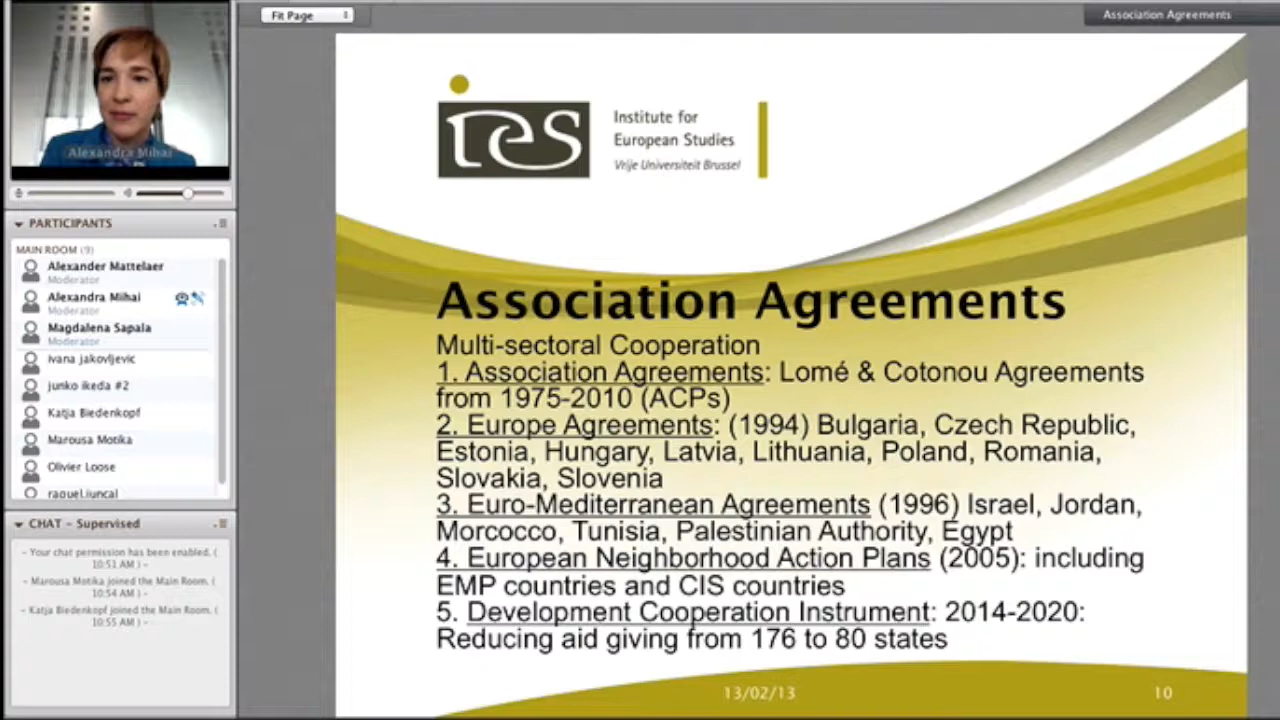 Fit Page
Association Agreements
Alexandra Mihai
PARTICIPANTS
MAIN ROOM (9)
Alexander Mattelaer
Moderator
Alexandra Mihai
Moderator
Magdalena Sapala
Moderator
ivana jakovljevic
junko ikeda #2
Katja Biedenkopf
Marousa Motika
Olivier Loose
raquel.juncal
CHAT - Supervised
- Your chat permission has been enabled. (
10:51 AM ) -
- Marousa Motika joined the Main Room. (
10:54 AM ) -
- Katja Biedenkopf joined the Main Room. (
10:55 AM ) -
ies
Institute for
European Studies
Vrije Universiteit Brussel
Association Agreements
Multi-sectoral Cooperation
1. Association Agreements: Lomé & Cotonou Agreements
from 1975-2010 (ACPs)
2. Europe Agreements: (1994) Bulgaria, Czech Republic,
Estonia, Hungary, Latvia, Lithuania, Poland, Romania,
Slovakia, Slovenia
3. Euro-Mediterranean Agreements (1996) Israel, Jordan,
Morcocco, Tunisia, Palestinian Authority, Egypt
4. European Neighborhood Action Plans (2005): including
EMP countries and CIS countries
5. Development Cooperation Instrument: 2014-2020:
Reducing aid giving from 176 to 80 states
13/02/13
10